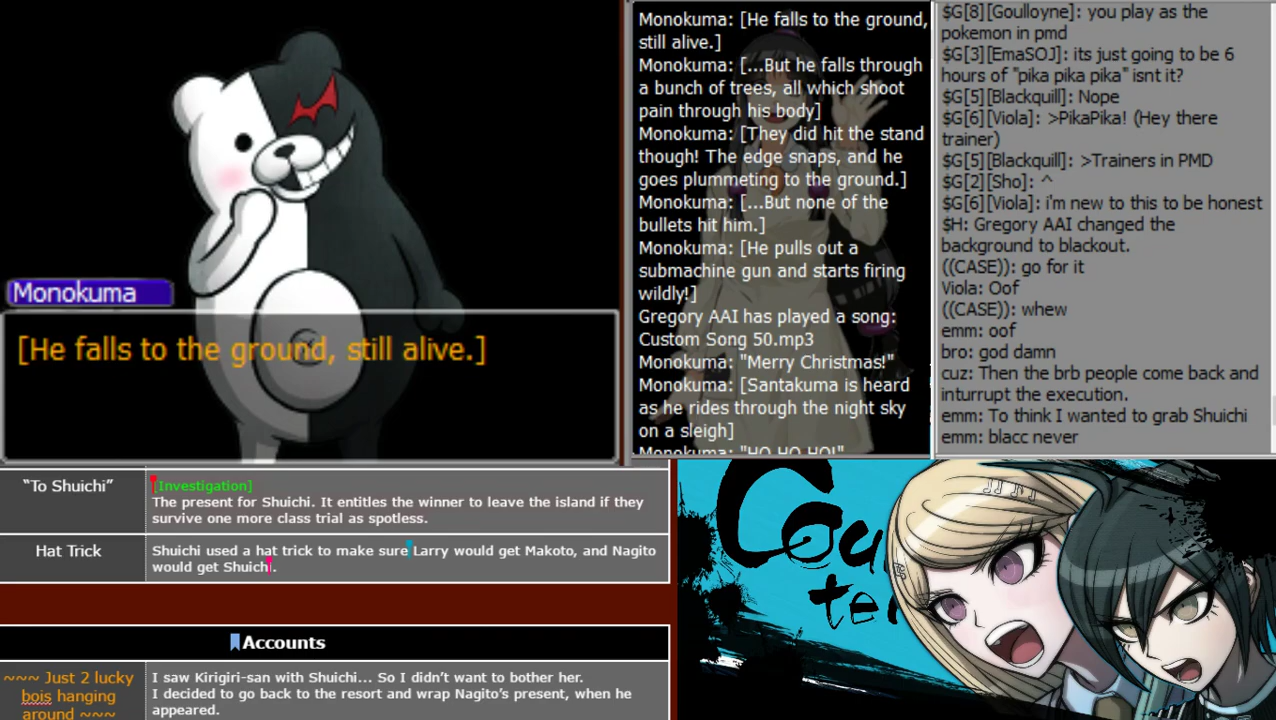 Monokuma
[He falls to the ground, still alive.]
Monokuma: [He falls to the ground,
still alive.]
Monokuma: [...But he falls through
a bunch of trees, all which shoot
pain through his body]
Monokuma: [They did hit the stand
though! The edge snaps, and he
goes plummeting to the ground.]
Monokuma: [...But none of the
bullets hit him.]
Monokuma: [He pulls out a
submachine gun and starts firing
wildly!]
Gregory AAI has played a song:
Custom Song 50.mp3
Monokuma: "Merry Christmas!"
Monokuma: [Santakuma is heard
as he rides through the night sky
on a sleigh]
Monokuma: "HO HO HO!"
$G[8][Goulloyne]: you play as the
pokemon in pmd
$G[3][EmaSOJ]: its just going to be 6
hours of "pika pika pika" isnt it?
$G[5][Blackquill]: Nope
$G[6][Viola]: >PikaPika! (Hey there
trainer)
$G[5][Blackquill]: >Trainers in PMD
$G[2][Sho]: ^
$G[6][Viola]: i'm new to this to be honest
$H: Gregory AAI changed the
background to blackout.
((CASE)): go for it
Viola: Oof
((CASE)): whew
emm: oof
bro: god damn
cuz: Then the brb people come back and
inturrupt the execution.
emm: To think I wanted to grab Shuichi
emm: blacc never
“To Shuichi”
[Investigation]
The present for Shuichi. It entitles the winner to leave the island if they
survive one more class trial as spotless.
Hat Trick
Shuichi used a hat trick to make sure Larry would get Makoto, and Nagito
would get Shuichi.
Accounts
~~~ Just 2 lucky
bois hanging
around ~~~
I saw Kirigiri-san with Shuichi... So I didn’t want to bother her.
I decided to go back to the resort and wrap Nagito’s present, when he
appeared.
Cou
ter